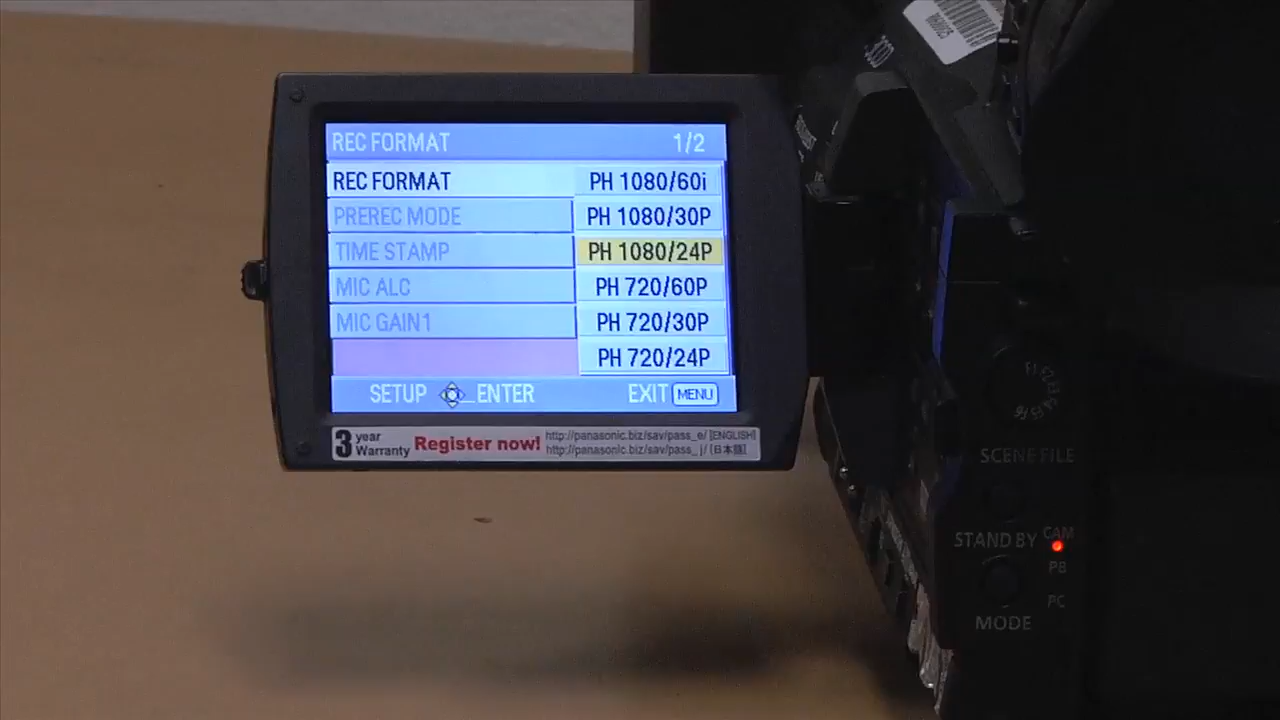 REC FORMAT 1/2
REC FORMAT PH 1080/60i
PREREC MODE PH 1080/30P
TIME STAMP PH 1080/24P
MIC ALC PH 720/60P
MIC GAIN1 PH 720/30P
PH 720/24P
SETUP ENTER EXIT MENU
3 year Warranty Register now!
http://panasonic.biz/sav/pass_e/ [ENGLISH]
http://panasonic.biz/sav/pass_j/ [日本語]
SCENE FILE
STAND BY CAM
PB
PC
MODE